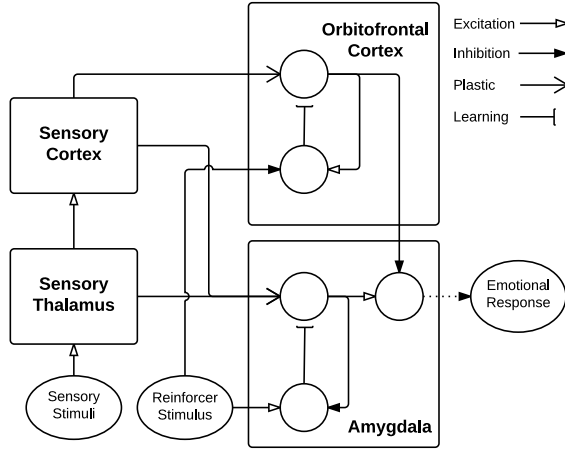 Orbitofrontal
Cortex
Excitation
Inhibition
Plastic
Learning
Sensory
Cortex
Sensory
Thalamus
Emotional
Response
Sensory
Stimuli
Reinforcer
Stimulus
Amygdala